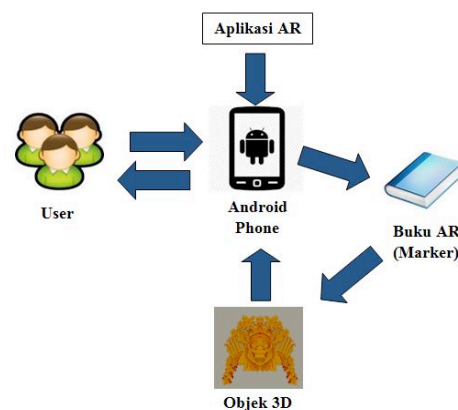 Aplikasi AR
User
Android
Phone
Buku AR
(Marker)
Objek 3D